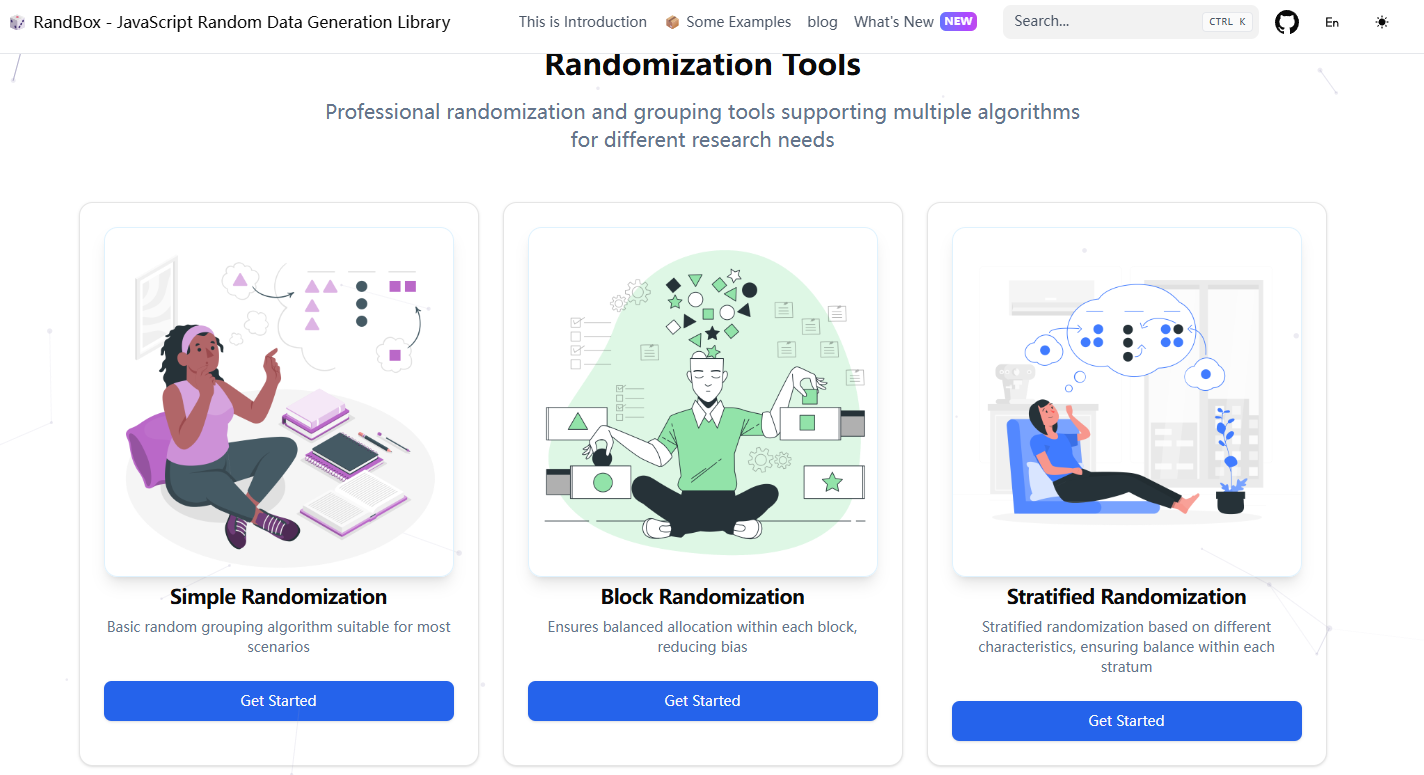 RandBox - JavaScript Random Data Generation Library
This is Introduction
📦 Some Examples
blog
What's New NEW
Search...
CTRL K
En
Randomization Tools
Professional randomization and grouping tools supporting multiple algorithms
for different research needs
Simple Randomization
Basic random grouping algorithm suitable for most
scenarios
Get Started
Block Randomization
Ensures balanced allocation within each block,
reducing bias
Get Started
Stratified Randomization
Stratified randomization based on different
characteristics, ensuring balance within each
stratum
Get Started